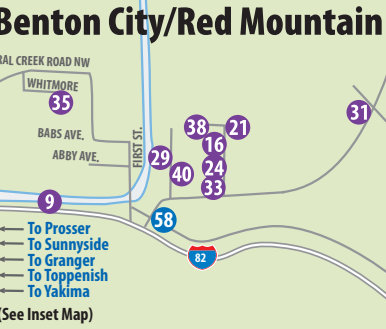 Benton City/Red Mountain
RAL CREEK ROAD NW
WHITMORE
35
31
38
21
BABS AVE.
FIRST ST.
16
ABBY AVE.
29
24
40
33
9
58
To Prosser
To Sunnyside
To Granger
82
To Toppenish
To Yakima
(See Inset Map)